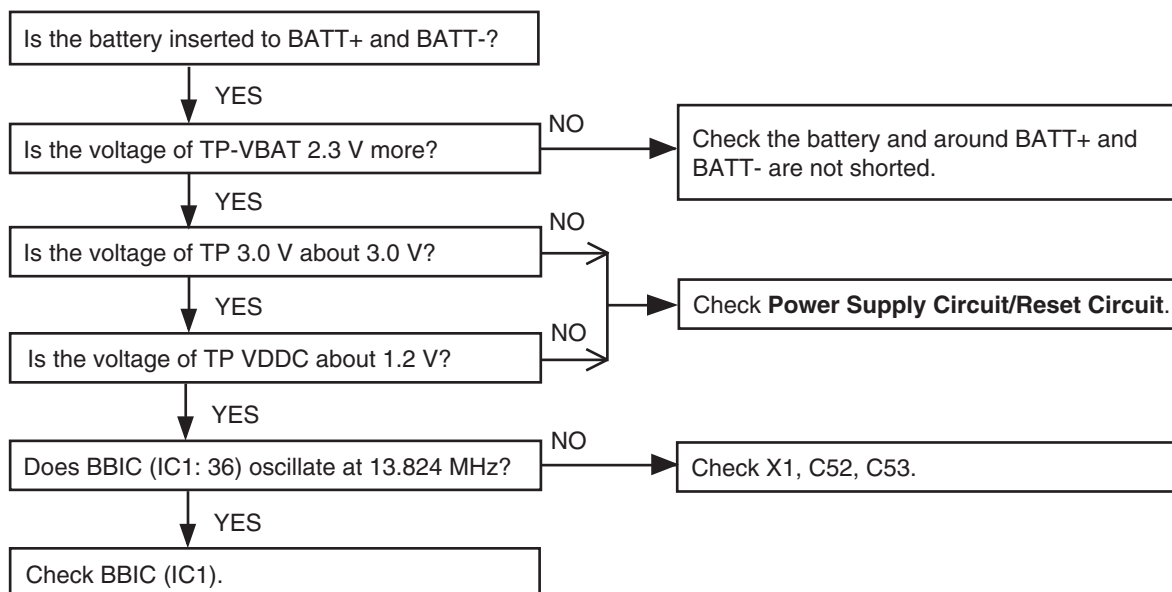 Is the battery inserted to BATT+ and BATT-?
YES
NO
Is the voltage of TP-VBAT 2.3 V more?
Check the battery and around BATT+ and
BATT- are not shorted.
YES
NO
Is the voltage of TP 3.0 V about 3.0 V?
YES
Check Power Supply Circuit/Reset Circuit.
NO
Is the voltage of TP VDDC about 1.2 V?
YES
NO
Does BBIC (IC1: 36) oscillate at 13.824 MHz?
Check X1, C52, C53.
YES
Check BBIC (IC1).